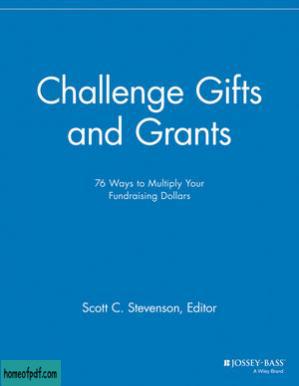 Challenge Gifts
and Grants
76 Ways to Multiply Your
Fundraising Dollars
Scott C. Stevenson, Editor
JOSSEY-BASS™
A Wiley Brand
homeofpdf.com